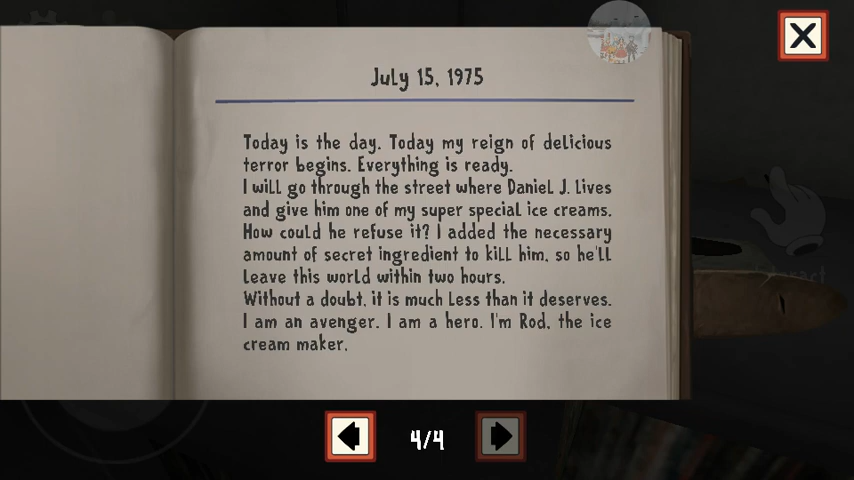 July 15, 1975
Today is the day. Today my reign of delicious
terror begins. Everything is ready.
I will go through the street where Daniel J. lives
and give him one of my super special ice creams.
How could he refuse it? I added the necessary
amount of secret ingredient to kill him, so he'll
leave this world within two hours.
Without a doubt, it is much less than it deserves.
I am an avenger. I am a hero. I'm Rod, the ice
cream maker.
Interact
4/4